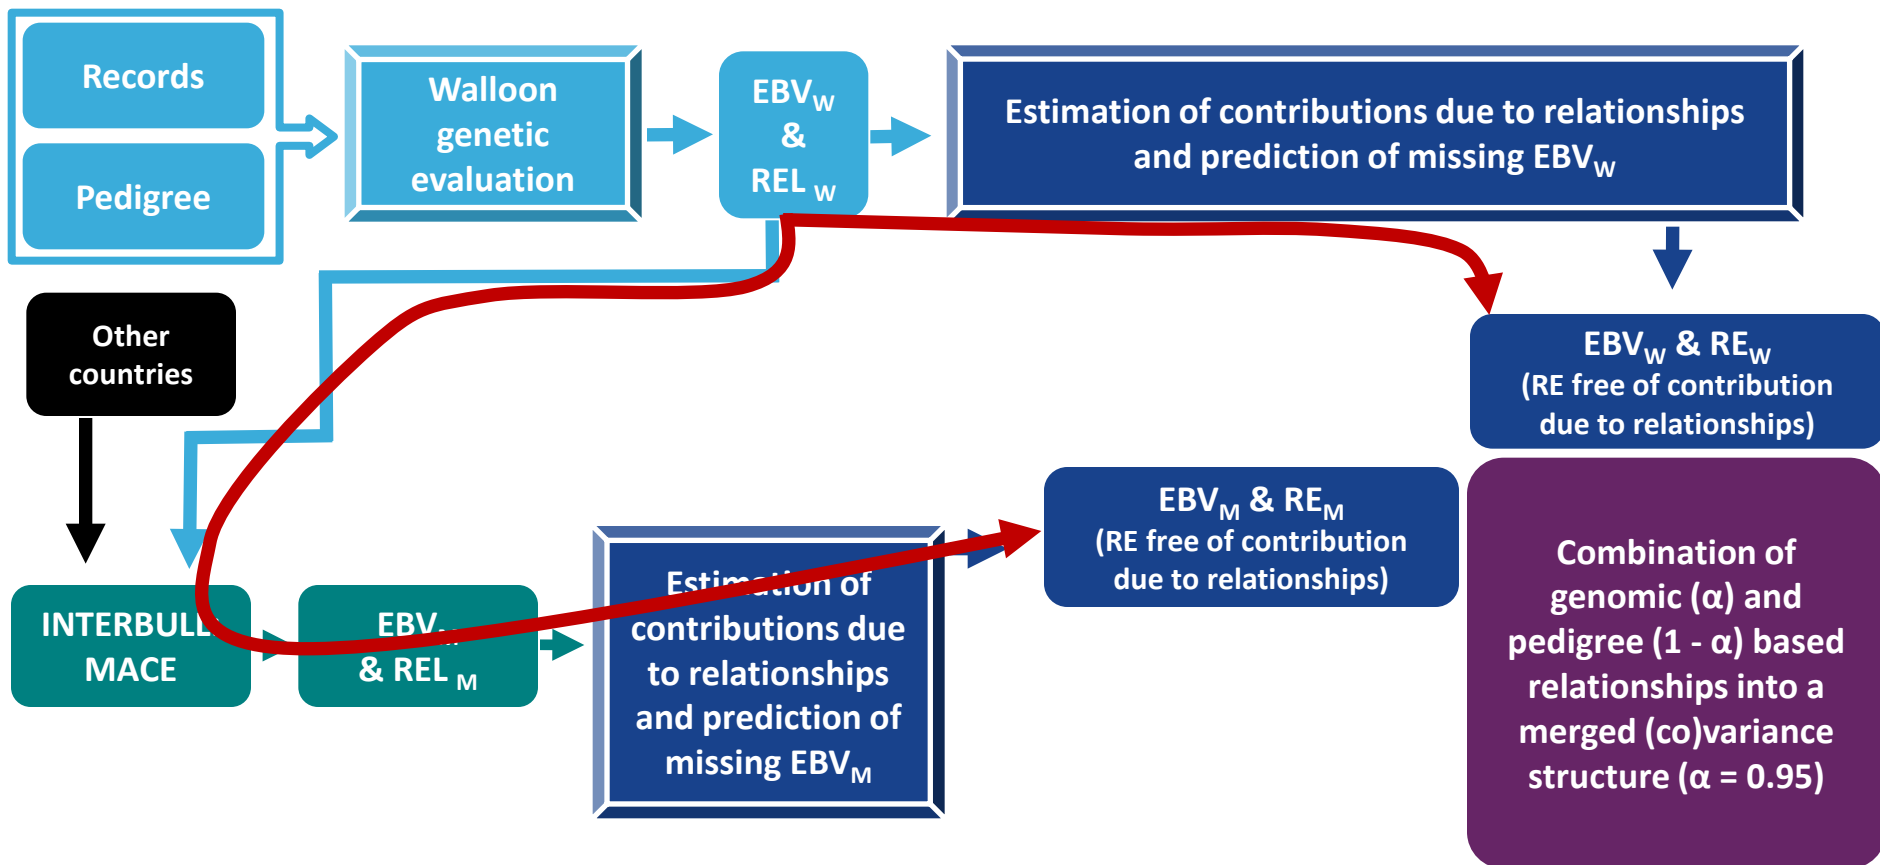 Records
Pedigree
Walloon
genetic
evaluation
EBVW
&
REL W
Estimation of contributions due to relationships
and prediction of missing EBVW
Other
countries
EBVW & REW
(RE free of contribution
due to relationships)
EBVM & REM
(RE free of contribution
due to relationships)
INTERBULL
MACE
EBVM
& REL M
Estimation of
contributions due
to relationships
and prediction of
missing EBVM
Combination of
genomic (α) and
pedigree (1 - α) based
relationships into a
merged (co)variance
structure (α = 0.95)